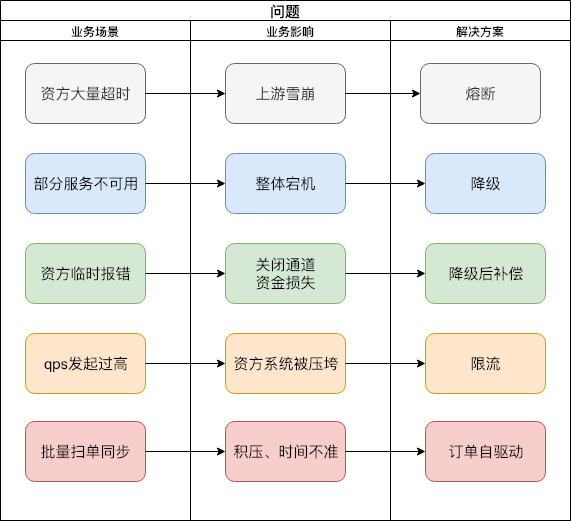 问题
业务场景
业务影响
解决方案
资方大量超时
上游雪崩
熔断
部分服务不可用
整体宕机
降级
资方临时报错
关闭通道
资金损失
降级后补偿
qps发起过高
资方系统被压垮
限流
批量扫单同步
积压、时间不准
订单自驱动